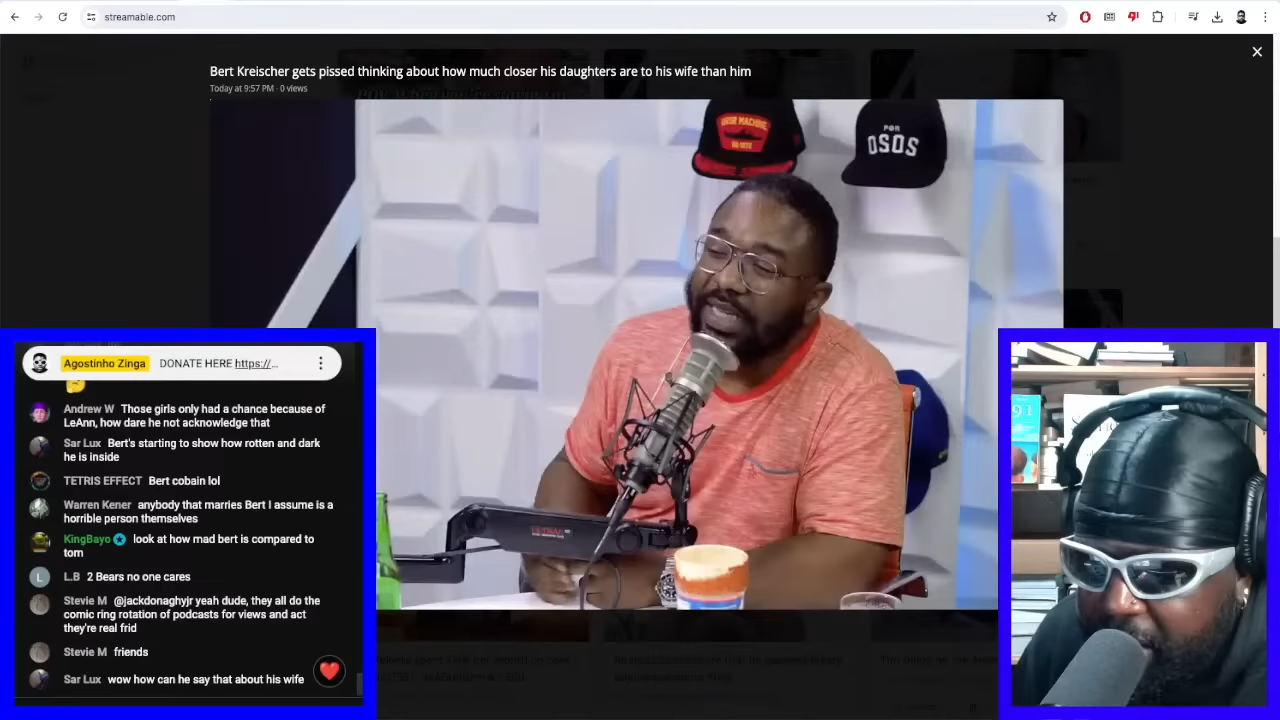 streamable.com
Bert Kreischer gets pissed thinking about how much closer his daughters are to his wife than him
Today at 9:57 PM · 0 views
POR
OSOS
MACHINE
Agostinho Zinga DONATE HERE https://...
Andrew W Those girls only had a chance because of
LeAnn, how dare he not acknowledge that
Sar Lux Bert's starting to show how rotten and dark
he is inside
TETRIS EFFECT Bert cobain lol
Warren Kener anybody that marries Bert I assume is a
horrible person themselves
KingBayo look at how mad bert is compared to
tom
L.B 2 Bears no one cares
Stevie M @jackdonaghyjr yeah dude, they all do the
comic ring rotation of podcasts for views and act
they're real frid
Stevie M friends
Sar Lux wow how can he say that about his wife
91